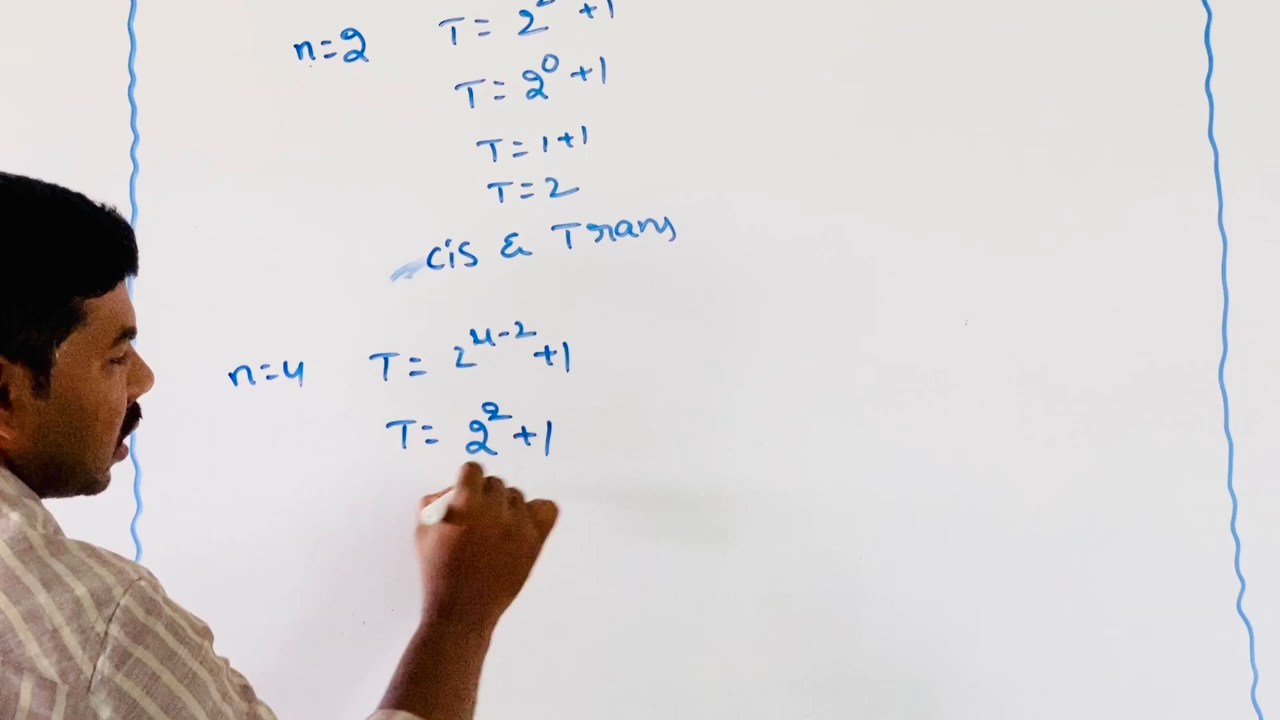 n=2 T= 2 +1
T= 2⁰ +1
T= 1+1
T= 2
cis & Trans
n=4 T= 2⁴⁻² +1
T= 2² +1